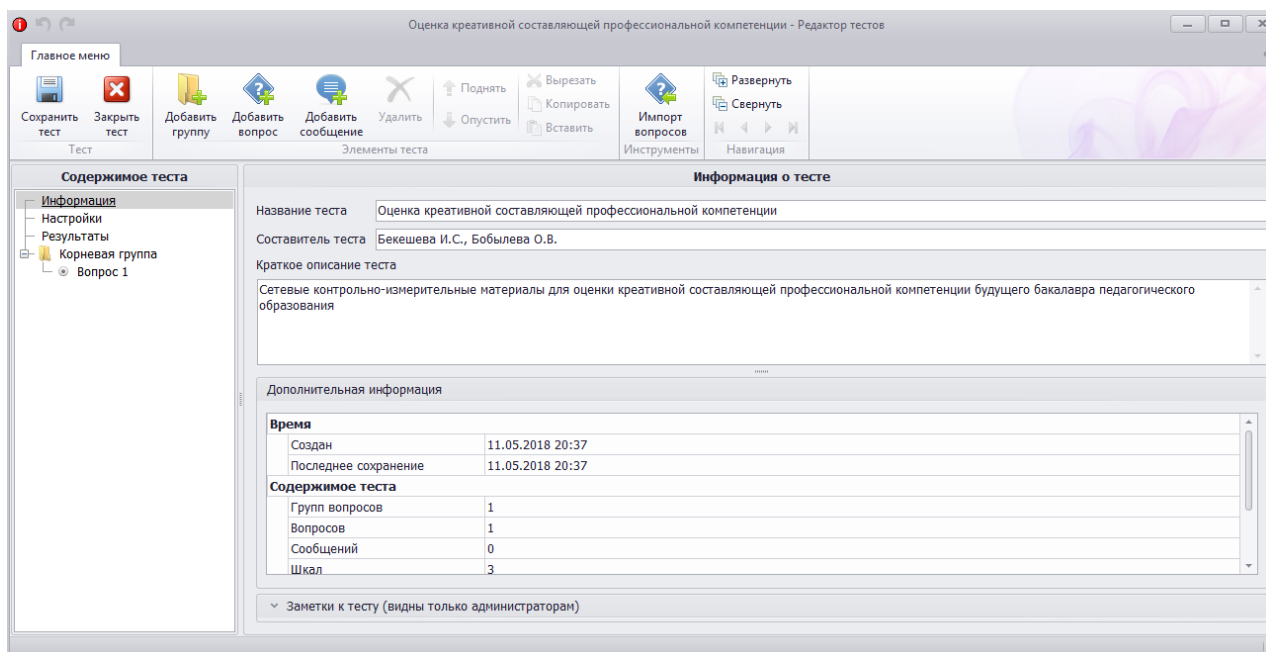 Оценка креативной составляющей профессиональной компетенции - Редактор тестов
Главное меню
Сохранить тест
Закрыть тест
Добавить группу
Добавить вопрос
Добавить сообщение
Удалить
Поднять
Опустить
Вырезать
Копировать
Вставить
Импорт вопросов
Развернуть
Свернуть
Тест
Элементы теста
Инструменты
Навигация
Содержимое теста
Информация
Настройки
Результаты
Корневая группа
Вопрос 1
Информация о тесте
Название теста Оценка креативной составляющей профессиональной компетенции
Составитель теста Бекешева И.С., Бобылева О.В.
Краткое описание теста
Сетевые контрольно-измерительные материалы для оценки креативной составляющей профессиональной компетенции будущего бакалавра педагогического
образования
Дополнительная информация
Время
Создан 11.05.2018 20:37
Последнее сохранение 11.05.2018 20:37
Содержимое теста
Групп вопросов 1
Вопросов 1
Сообщений 0
Шкал 3
Заметки к тесту (видны только администраторам)